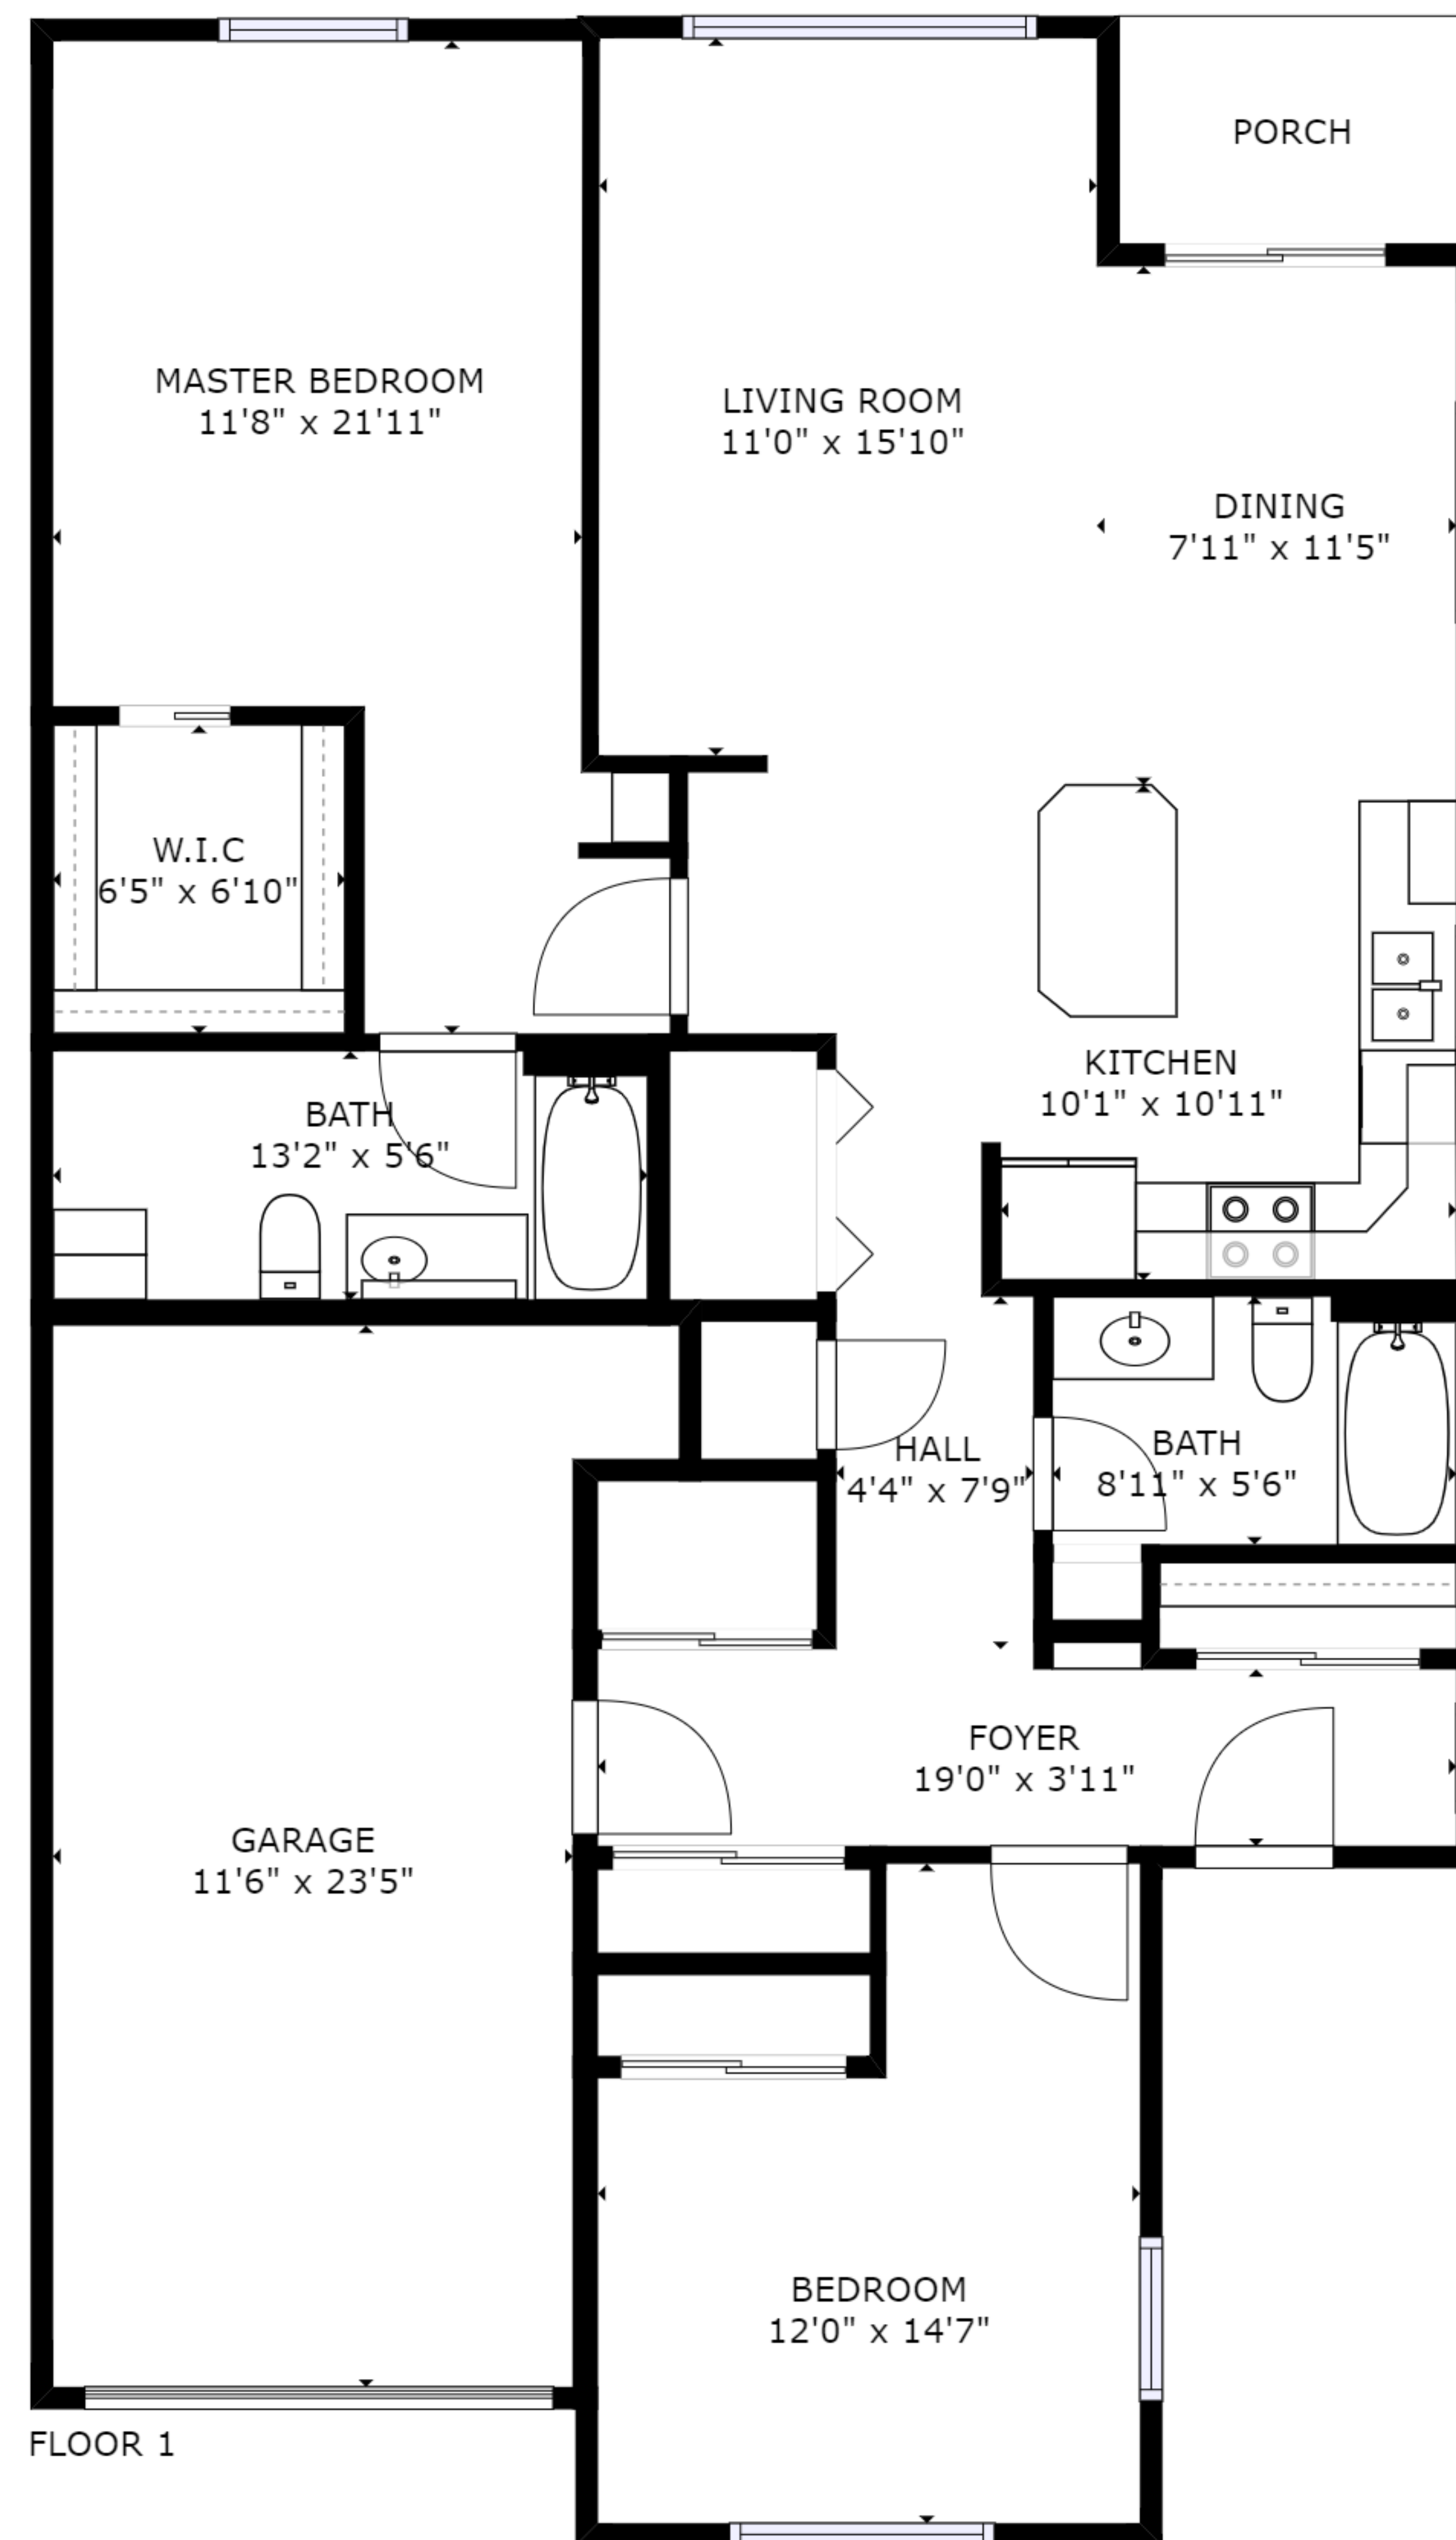 PORCH
MASTER BEDROOM
11'8" x 21'11"
LIVING ROOM
11'0" x 15'10"
DINING
7'11" x 11'5"
W.I.C
6'5" x 6'10"
KITCHEN
10'1" x 10'11"
BATH
13'2" x 5'6"
HALL
4'4" x 7'9"
BATH
8'11" x 5'6"
FOYER
19'0" x 3'11"
GARAGE
11'6" x 23'5"
BEDROOM
12'0" x 14'7"
FLOOR 1